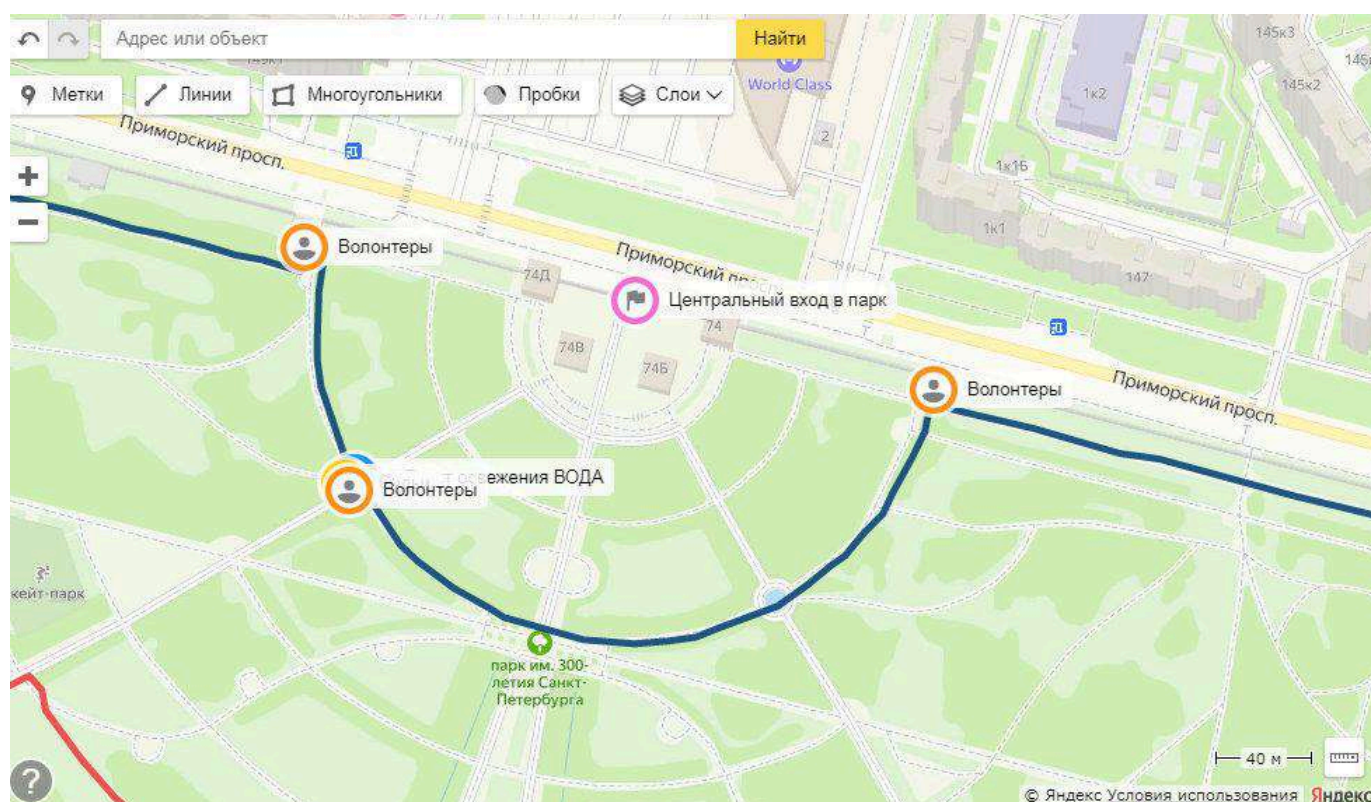 Адрес или объект
Найти
145к3
Метки
Линии
Многоугольники
Пробки
Слои
World Class
1к2
145к2
Приморский просп.
2
1к1Б
Волонтеры
Приморский
1к1
74Д
147
Центральный вход в парк
74
74В
74Б
Волонтеры
Приморский просп.
ежения ВОДА
Волонтеры
кейт-парк
парк им. 300-
летия Санкт-
Петербурга
40 м
?
© Яндекс Условия использования Яндекс